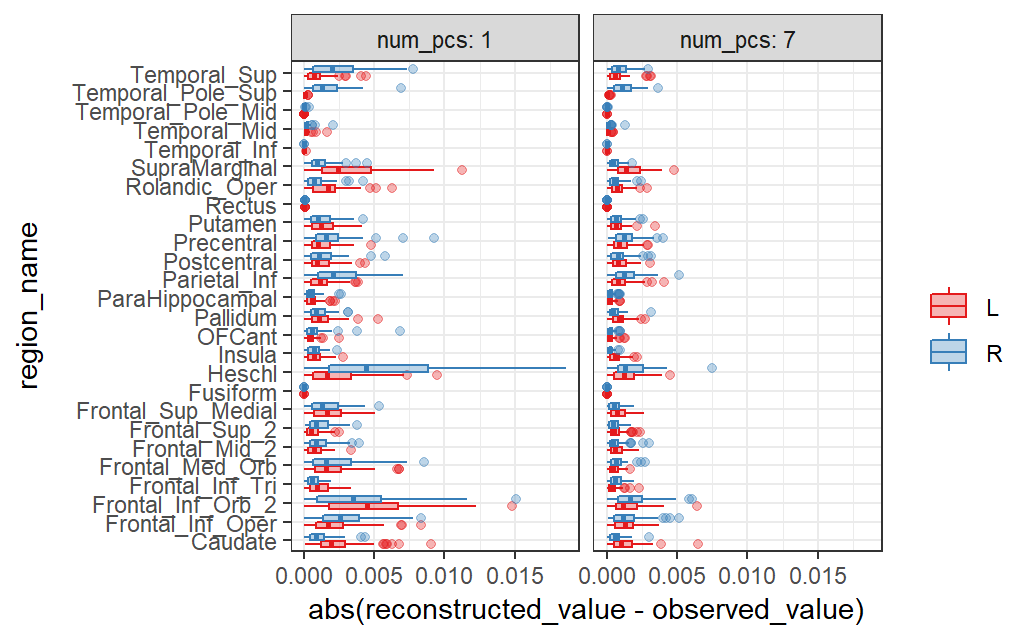 num_pcs: 1
num_pcs: 7
region_name
Temporal_Sup
Temporal_Pole_Sup
Temporal_Pole_Mid
Temporal_Mid
Temporal_Inf
SupraMarginal
Rolandic_Oper
Rectus
Putamen
Precentral
Postcentral
Parietal_Inf
ParaHippocampal
Pallidum
OFCant
Insula
Heschl
Fusiform
Frontal_Sup_Medial
Frontal_Sup_2
Frontal_Mid_2
Frontal_Med_Orb
Frontal_Inf_Tri
Frontal_Inf_Orb_2
Frontal_Inf_Oper
Caudate
L
R
0.000 0.005 0.010 0.015
0.000 0.005 0.010 0.015
abs(reconstructed_value - observed_value)